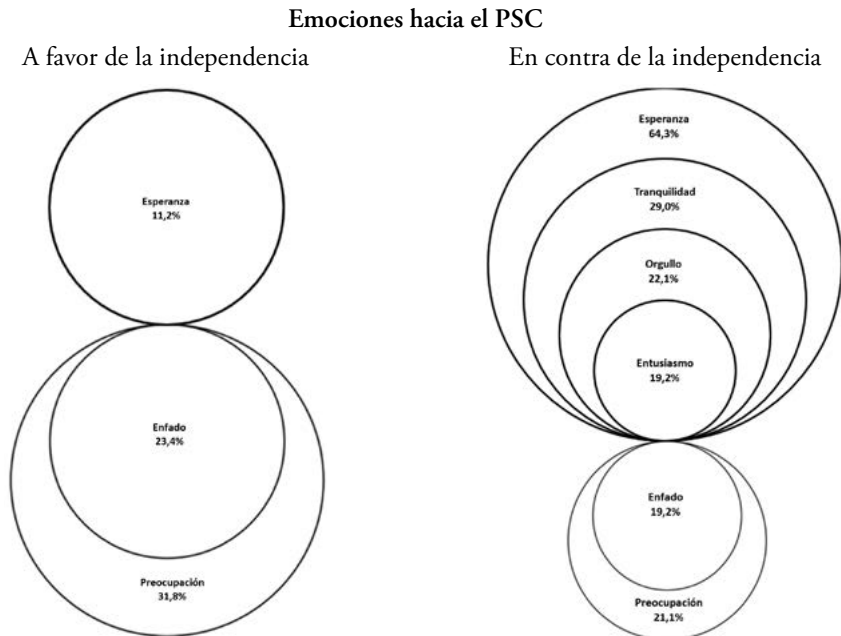 Emociones hacia el PSC
A favor de la independencia
En contra de la independencia
Esperanza
11,2%
Enfado
23,4%
Preocupación
31,8%
Esperanza
64,3%
Tranquilidad
29,0%
Orgullo
22,1%
Entusiasmo
19,2%
Enfado
19,2%
Preocupación
21,1%